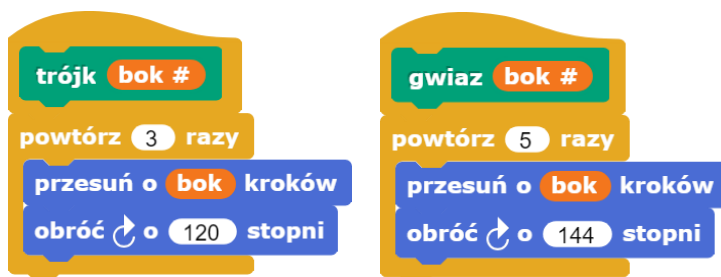 trójk bok #
powtórz 3 razy
przesuń o bok kroków
obróć ↻ o 120 stopni
gwiaz bok #
powtórz 5 razy
przesuń o bok kroków
obróć ↻ o 144 stopni